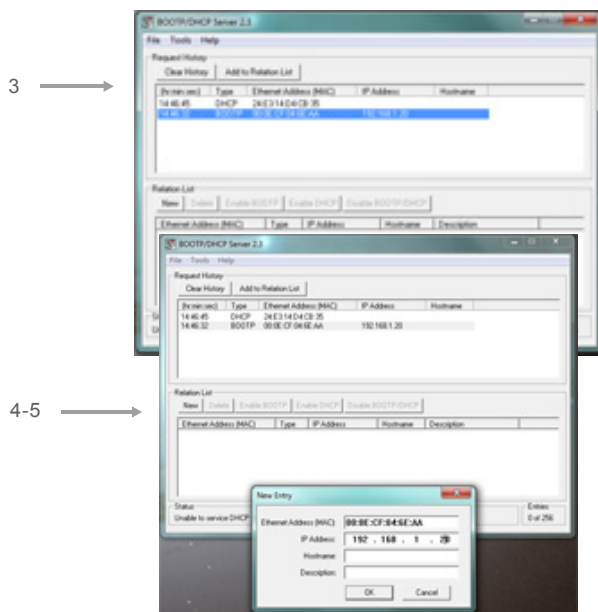 3
BOOTP/DHCP Server 2.3
File Tools Help
Request History
Clear History Add to Relation List
(hr:min:sec) Type Ethernet Address (MAC) IP Address Hostname
14:46:45 DHCP 24:E3:14:D4:CB:35
14:46:32 BOOTP 00:0E:CF:04:6E:AA 192.168.1.20
Relation List
New Delete Enable BOOTP Enable DHCP Disable BOOTP/DHCP
Ethernet Address (MAC) Type IP Address Hostname Description
4-5
BOOTP/DHCP Server 2.3
File Tools Help
Request History
Clear History Add to Relation List
(hr:min:sec) Type Ethernet Address (MAC) IP Address Hostname
14:46:45 DHCP 24:E3:14:D4:CB:35
14:46:32 BOOTP 00:0E:CF:04:6E:AA 192.168.1.20
Relation List
New Delete Enable BOOTP Enable DHCP Disable BOOTP/DHCP
Ethernet Address (MAC) Type IP Address Hostname Description
Status
Unable to service DHCP
Entries
0 of 256
New Entry
Ethernet Address (MAC): 00:0E:CF:04:6E:AA
IP Address: 192 . 168 . 1 . 20
Hostname:
Description:
OK Cancel